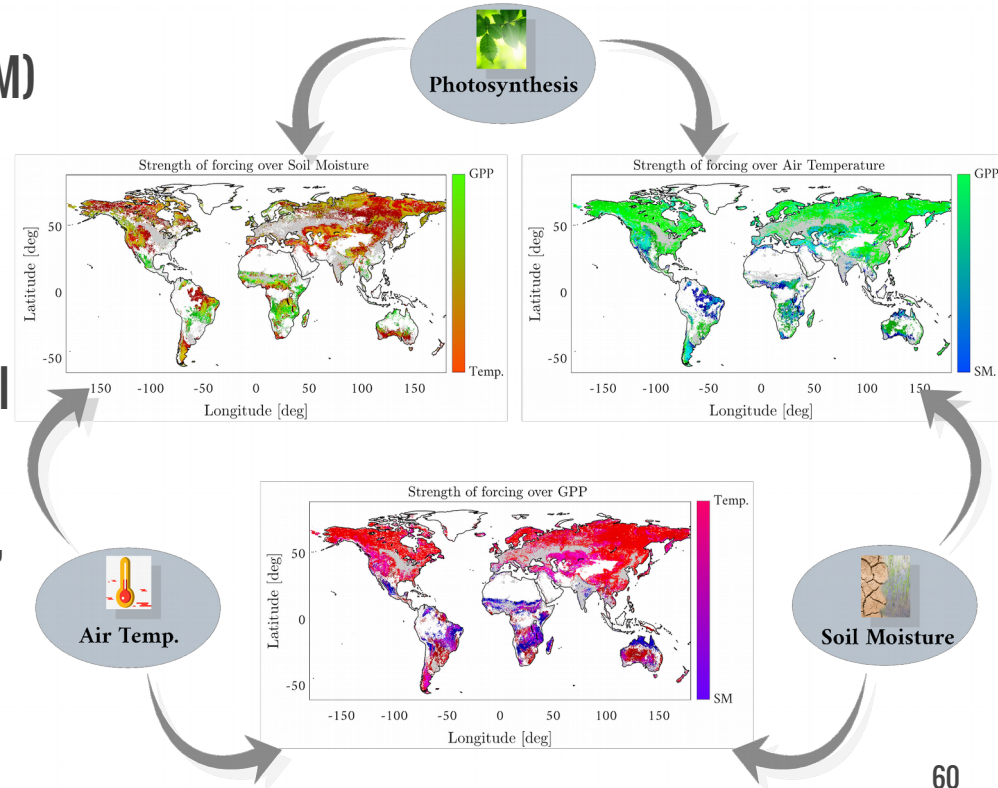 M)
Photosynthesis
Strength of forcing over Soil Moisture
GPP
50
0
-50
Latitude [deg]
Temp.
150 -100 -50 0 50 100 150
Longitude [deg]
Strength of forcing over Air Temperature
GPP
50
0
-50
Latitude [deg]
SM.
-150 -100 -50 0 50 100 150
Longitude [deg]
l
,
Air Temp.
Strength of forcing over GPP
Temp.
50
0
-50
Latitude [deg]
SM
-150 -100 -50 0 50 100 150
Longitude [deg]
Soil Moisture
60